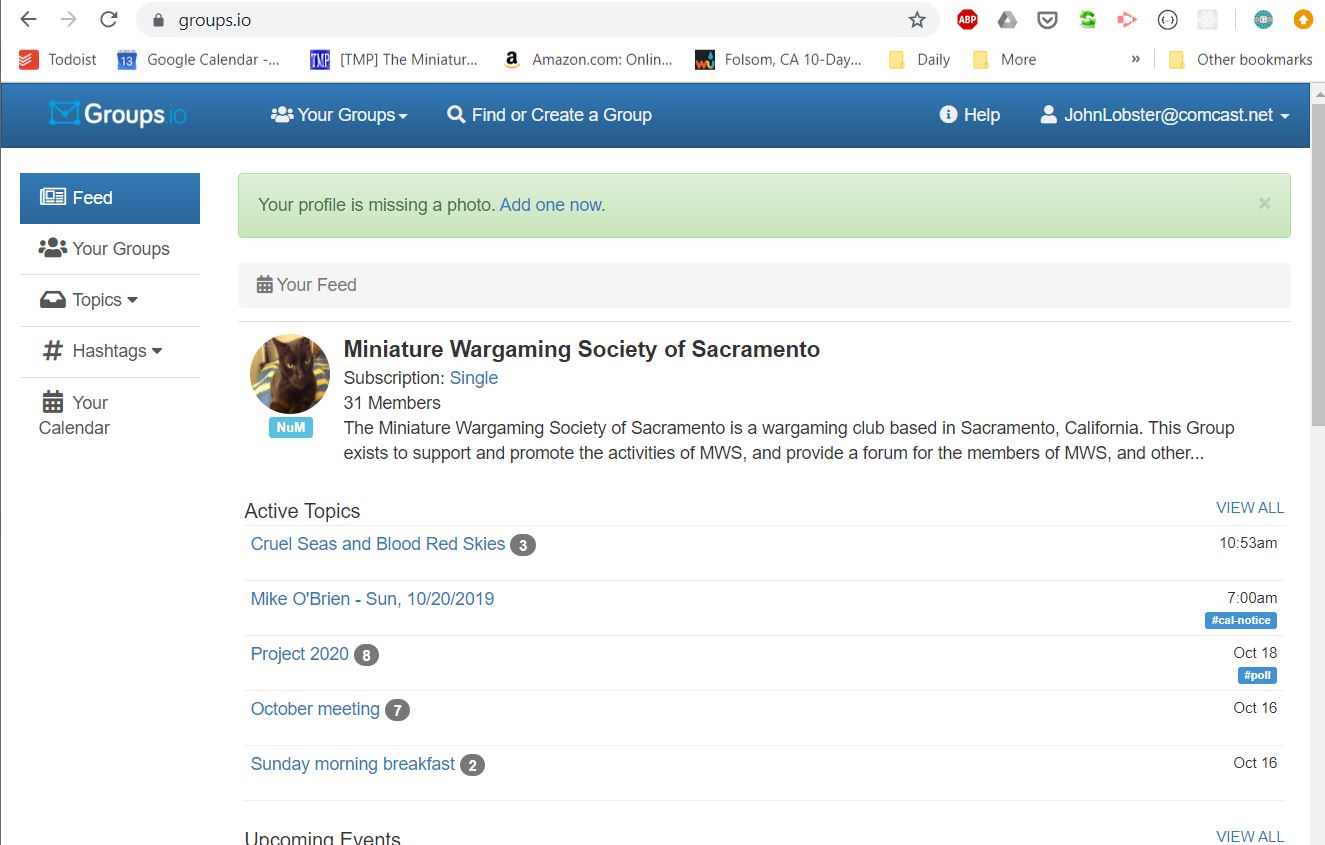 groups.io
ABP
Todoist
13 Google Calendar -...
TMP [TMP] The Miniatur...
a Amazon.com: Onlin...
wu Folsom, CA 10-Day...
Daily
More
»
Other bookmarks
Groups.io
Your Groups
Find or Create a Group
Help
JohnLobster@comcast.net
Feed
Your Groups
Topics
# Hashtags
Your
Calendar
Your profile is missing a photo. Add one now.
×
Your Feed
Miniature Wargaming Society of Sacramento
Subscription: Single
31 Members
NuM
The Miniature Wargaming Society of Sacramento is a wargaming club based in Sacramento, California. This Group
exists to support and promote the activities of MWS, and provide a forum for the members of MWS, and other...
Active Topics
VIEW ALL
Cruel Seas and Blood Red Skies 3
10:53am
Mike O'Brien - Sun, 10/20/2019
7:00am
#cal-notice
Project 2020 8
Oct 18
#poll
October meeting 7
Oct 16
Sunday morning breakfast 2
Oct 16
Upcoming Events
VIEW ALL